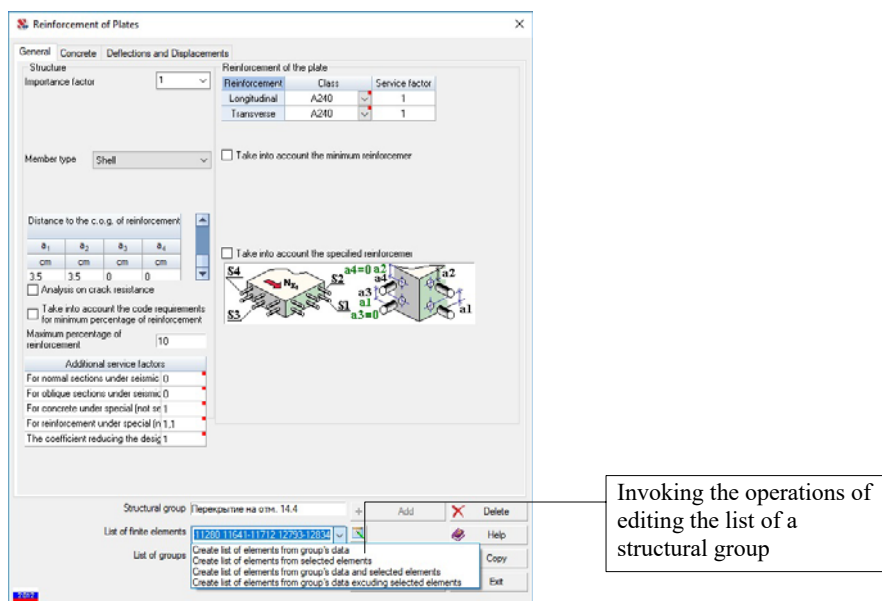 Reinforcement of Plates
General Concrete Deflections and Displacements
Structure
Importance factor 1
Member type Shell
Distance to the c.o.g. of reinforcement
a1 a2 a3 a4
cm cm cm cm
3.5 3.5 0 0
Analysis on crack resistance
Take into account the code requirements
for minimum percentage of reinforcement
Maximum percentage of
reinforcement 10
Additional service factors
For normal sections under seismic 0
For oblique sections under seismic 0
For concrete under special (not se 1
For reinforcement under special (n 1,1
The coefficient reducing the desig 1
Reinforcement of the plate
Reinforcement Class Service factor
Longitudinal A240 1
Transverse A240 1
Take into account the minimum reinforcemer
Take into account the specified reinforcemer
S4 S2 a4=0 a2 a2
Nz4 a4
a3
S3 S1 a1 a1
a3=0
Structural group Перекрытие на отм. 14.4 + Add Delete
List of finite elements 11280 11641-11712 12793-12834 Help
List of groups Copy
Create list of elements from group's data
Create list of elements from selected elements
Create list of elements from group's data and selected elements
Create list of elements from group's data excuding selected elements
Exit
Invoking the operations of
editing the list of a
structural group